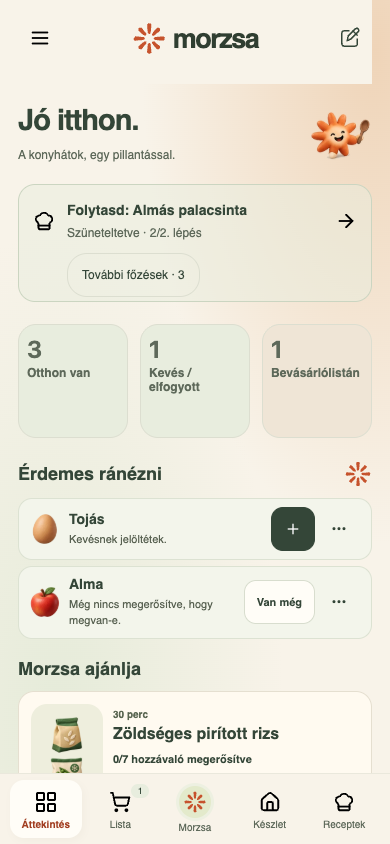 morzsa
Jó itthon.
A konyhátok, egy pillantással.
Folytasd: Almás palacsinta
Szüneteltetve · 2/2. lépés
További főzések · 3
3
Otthon van
1
Kevés /
elfogyott
1
Bevásárlólistán
Érdemes ránézni
Tojás
Kevésnek jelöltétek.
Alma
Még nincs megerősítve, hogy
megvan-e.
Van még
Morzsa ajánlja
30 perc
Zöldséges pirított rizs
0/7 hozzávaló megerősítve
1
Áttekintés
Lista
Morzsa
Készlet
Receptek